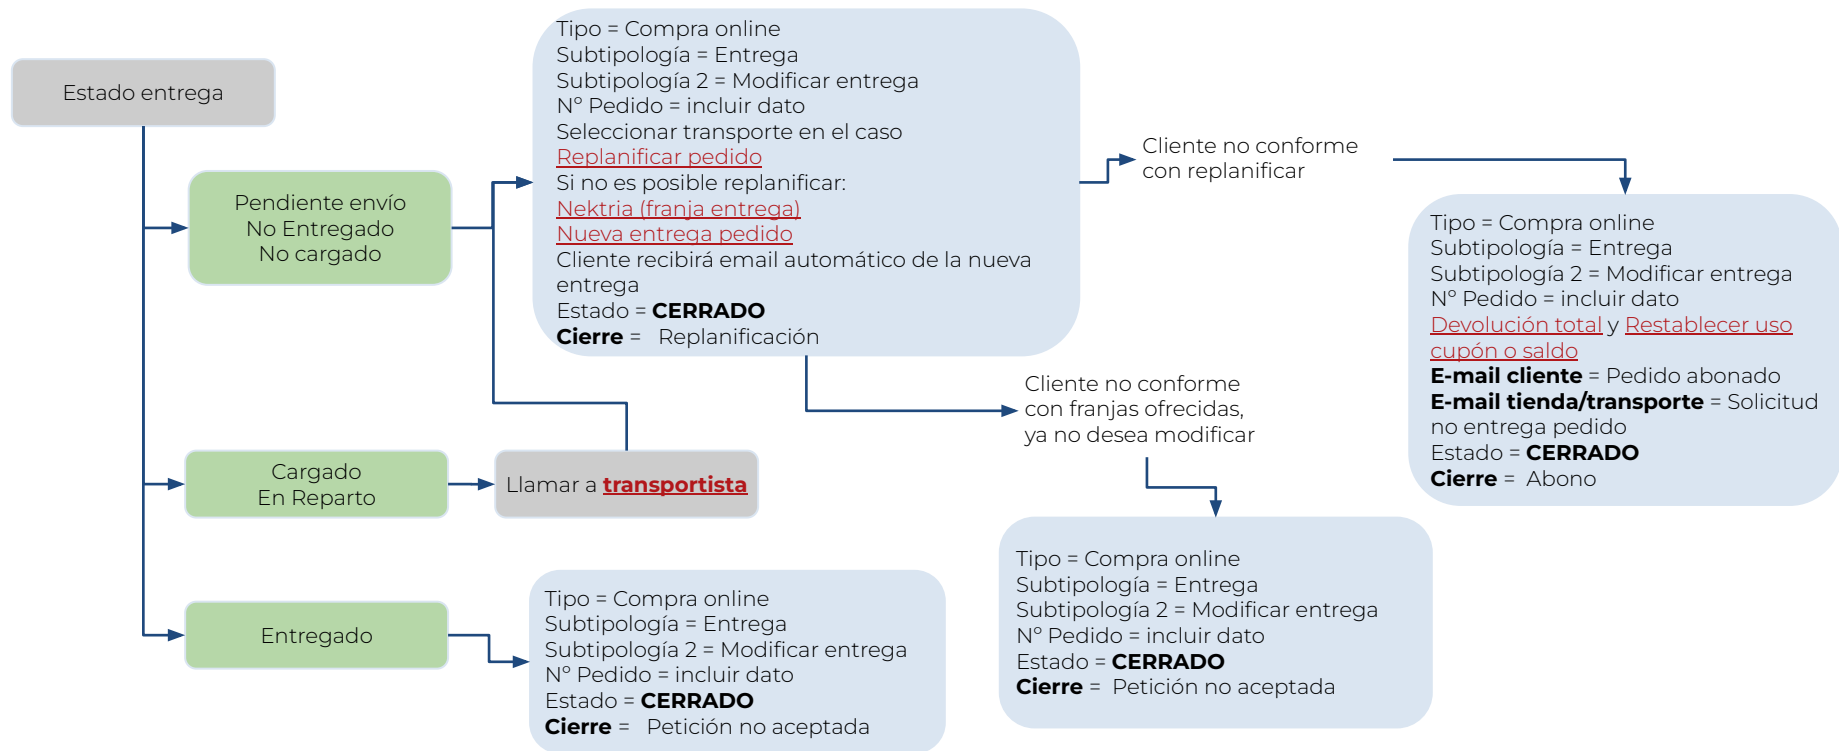 Estado entrega
Pendiente envío
No Entregado
No cargado
Tipo = Compra online
Subtipología = Entrega
Subtipología 2 = Modificar entrega
Nº Pedido = incluir dato
Seleccionar transporte en el caso
Replanificar pedido
Si no es posible replanificar:
Nektria (franja entrega)
Nueva entrega pedido
Cliente recibirá email automático de la nueva
entrega
Estado = CERRADO
Cierre = Replanificación
Cliente no conforme
con replanificar
Tipo = Compra online
Subtipología = Entrega
Subtipología 2 = Modificar entrega
Nº Pedido = incluir dato
Devolución total y Restablecer uso
cupón o saldo
E-mail cliente = Pedido abonado
E-mail tienda/transporte = Solicitud
no entrega pedido
Estado = CERRADO
Cierre = Abono
Cliente no conforme
con franjas ofrecidas,
ya no desea modificar
Cargado
En Reparto
Llamar a transportista
Tipo = Compra online
Subtipología = Entrega
Subtipología 2 = Modificar entrega
Nº Pedido = incluir dato
Estado = CERRADO
Cierre = Petición no aceptada
Entregado
Tipo = Compra online
Subtipología = Entrega
Subtipología 2 = Modificar entrega
Nº Pedido = incluir dato
Estado = CERRADO
Cierre = Petición no aceptada